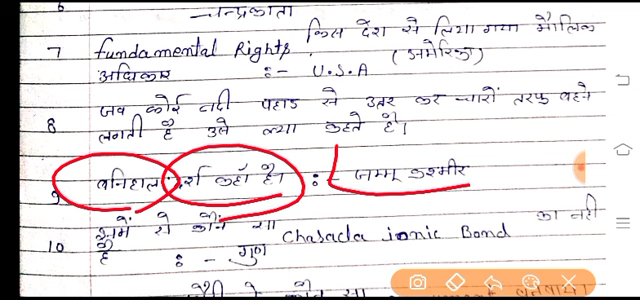 6 चन्द्रकांता
7 Fundamental Rights किस देश से लिया गया मौलिक
अधिकार :- U.S.A (अमेरिका)
8 जब कोई नदी पहाड से उतर कर चारों तरफ बहने
लगती है उसे क्या कहते है।
9 बनिहाल दर्रा कहाँ है। :- जम्मू कश्मीर
10 इनमें से कौन सा Ionic Bond का नहीं
है :- गुण